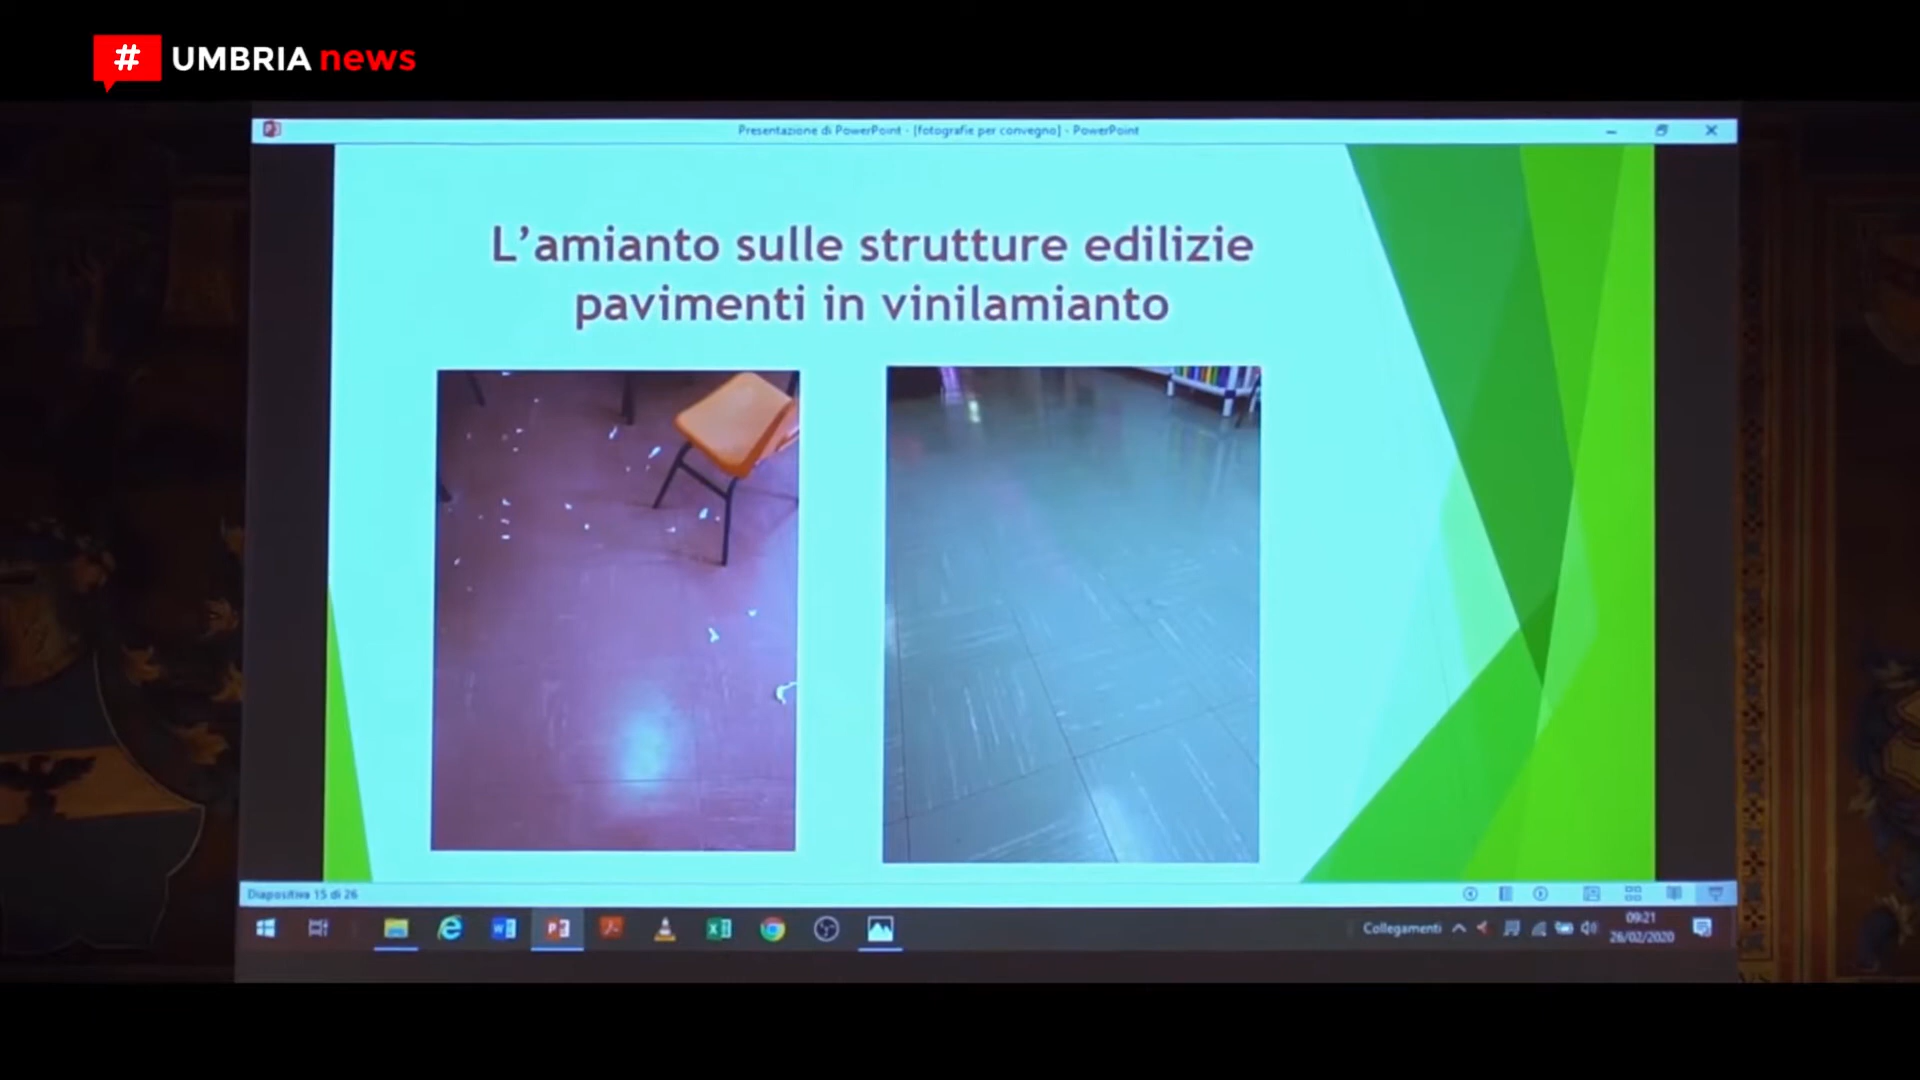 # UMBRIA news
Presentazione di PowerPoint - [fotografie per convegno] - PowerPoint
L'amianto sulle strutture edilizie
pavimenti in vinilamianto
Diapositiva 15 di 26
Collegamenti
09:21
26/02/2020